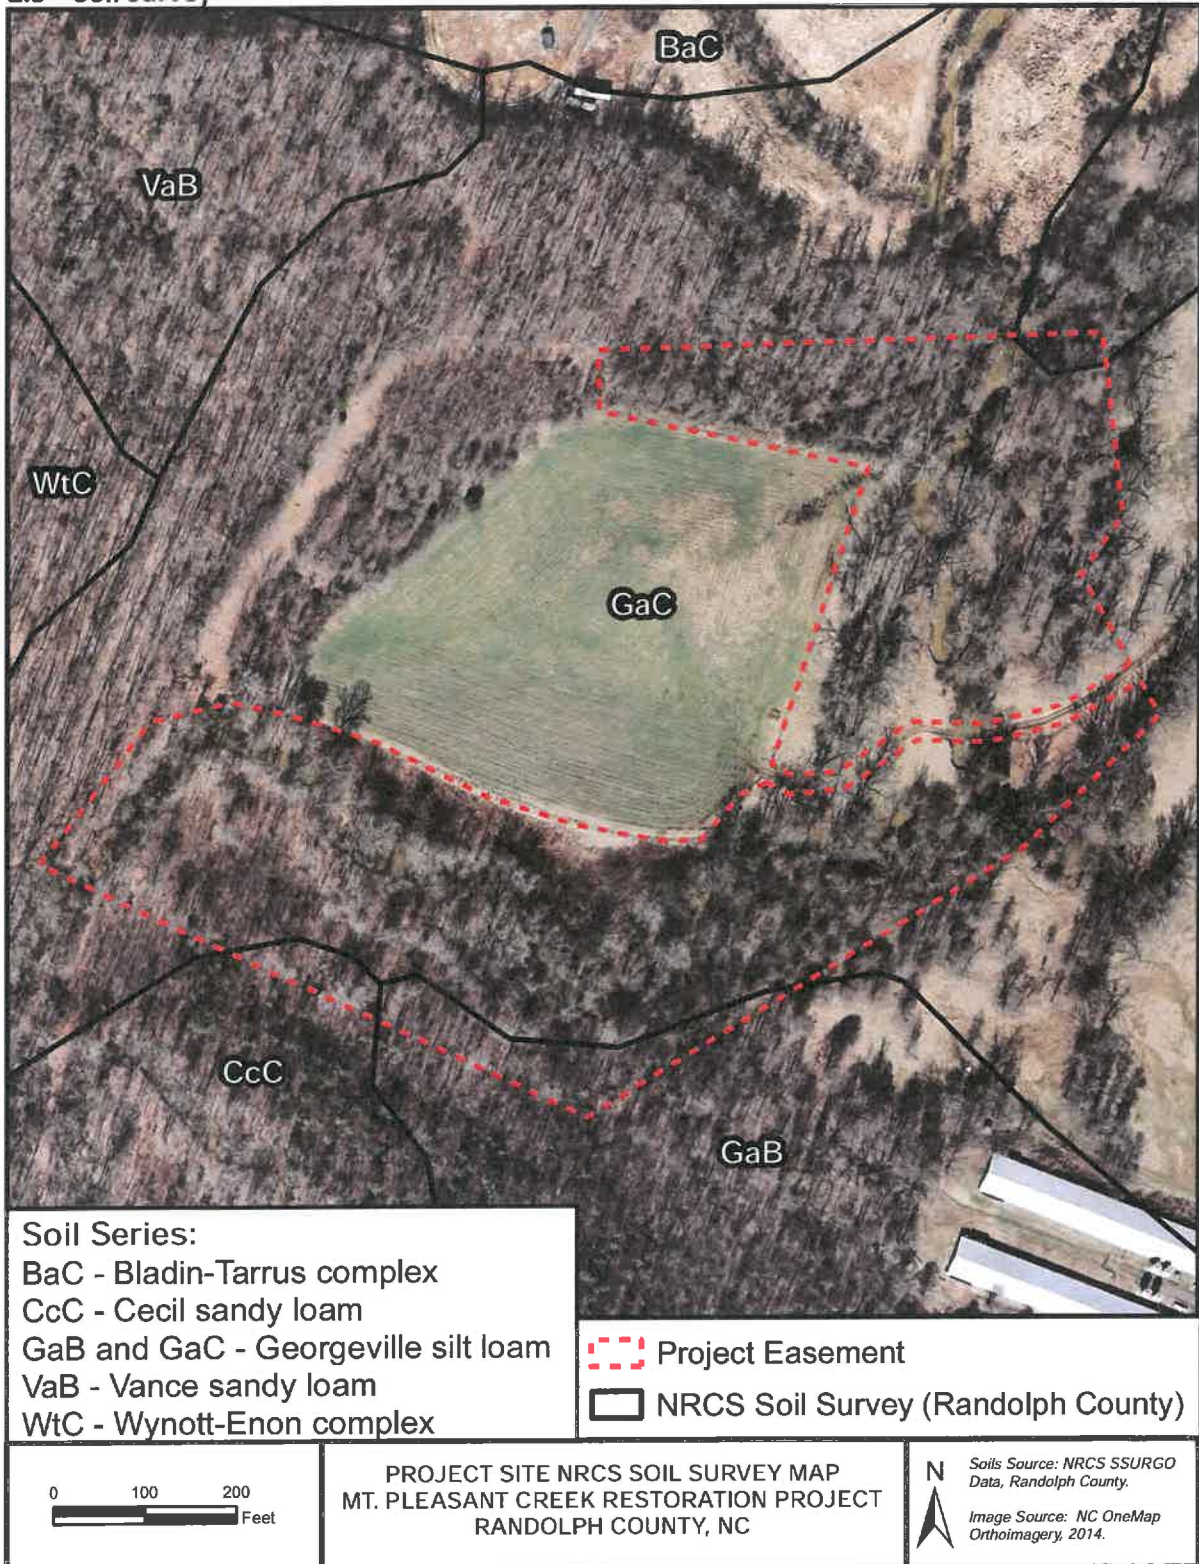 BaC
VaB
WtC
GaC
CcC
GaB
Soil Series:
BaC - Bladin-Tarrus complex
CcC - Cecil sandy loam
GaB and GaC - Georgeville silt loam
VaB - Vance sandy loam
WtC - Wynott-Enon complex
Project Easement
NRCS Soil Survey (Randolph County)
0 100 200
Feet
PROJECT SITE NRCS SOIL SURVEY MAP
MT. PLEASANT CREEK RESTORATION PROJECT
RANDOLPH COUNTY, NC
N
Soils Source: NRCS SSURGO
Data, Randolph County.
Image Source: NC OneMap
Orthoimagery, 2014.